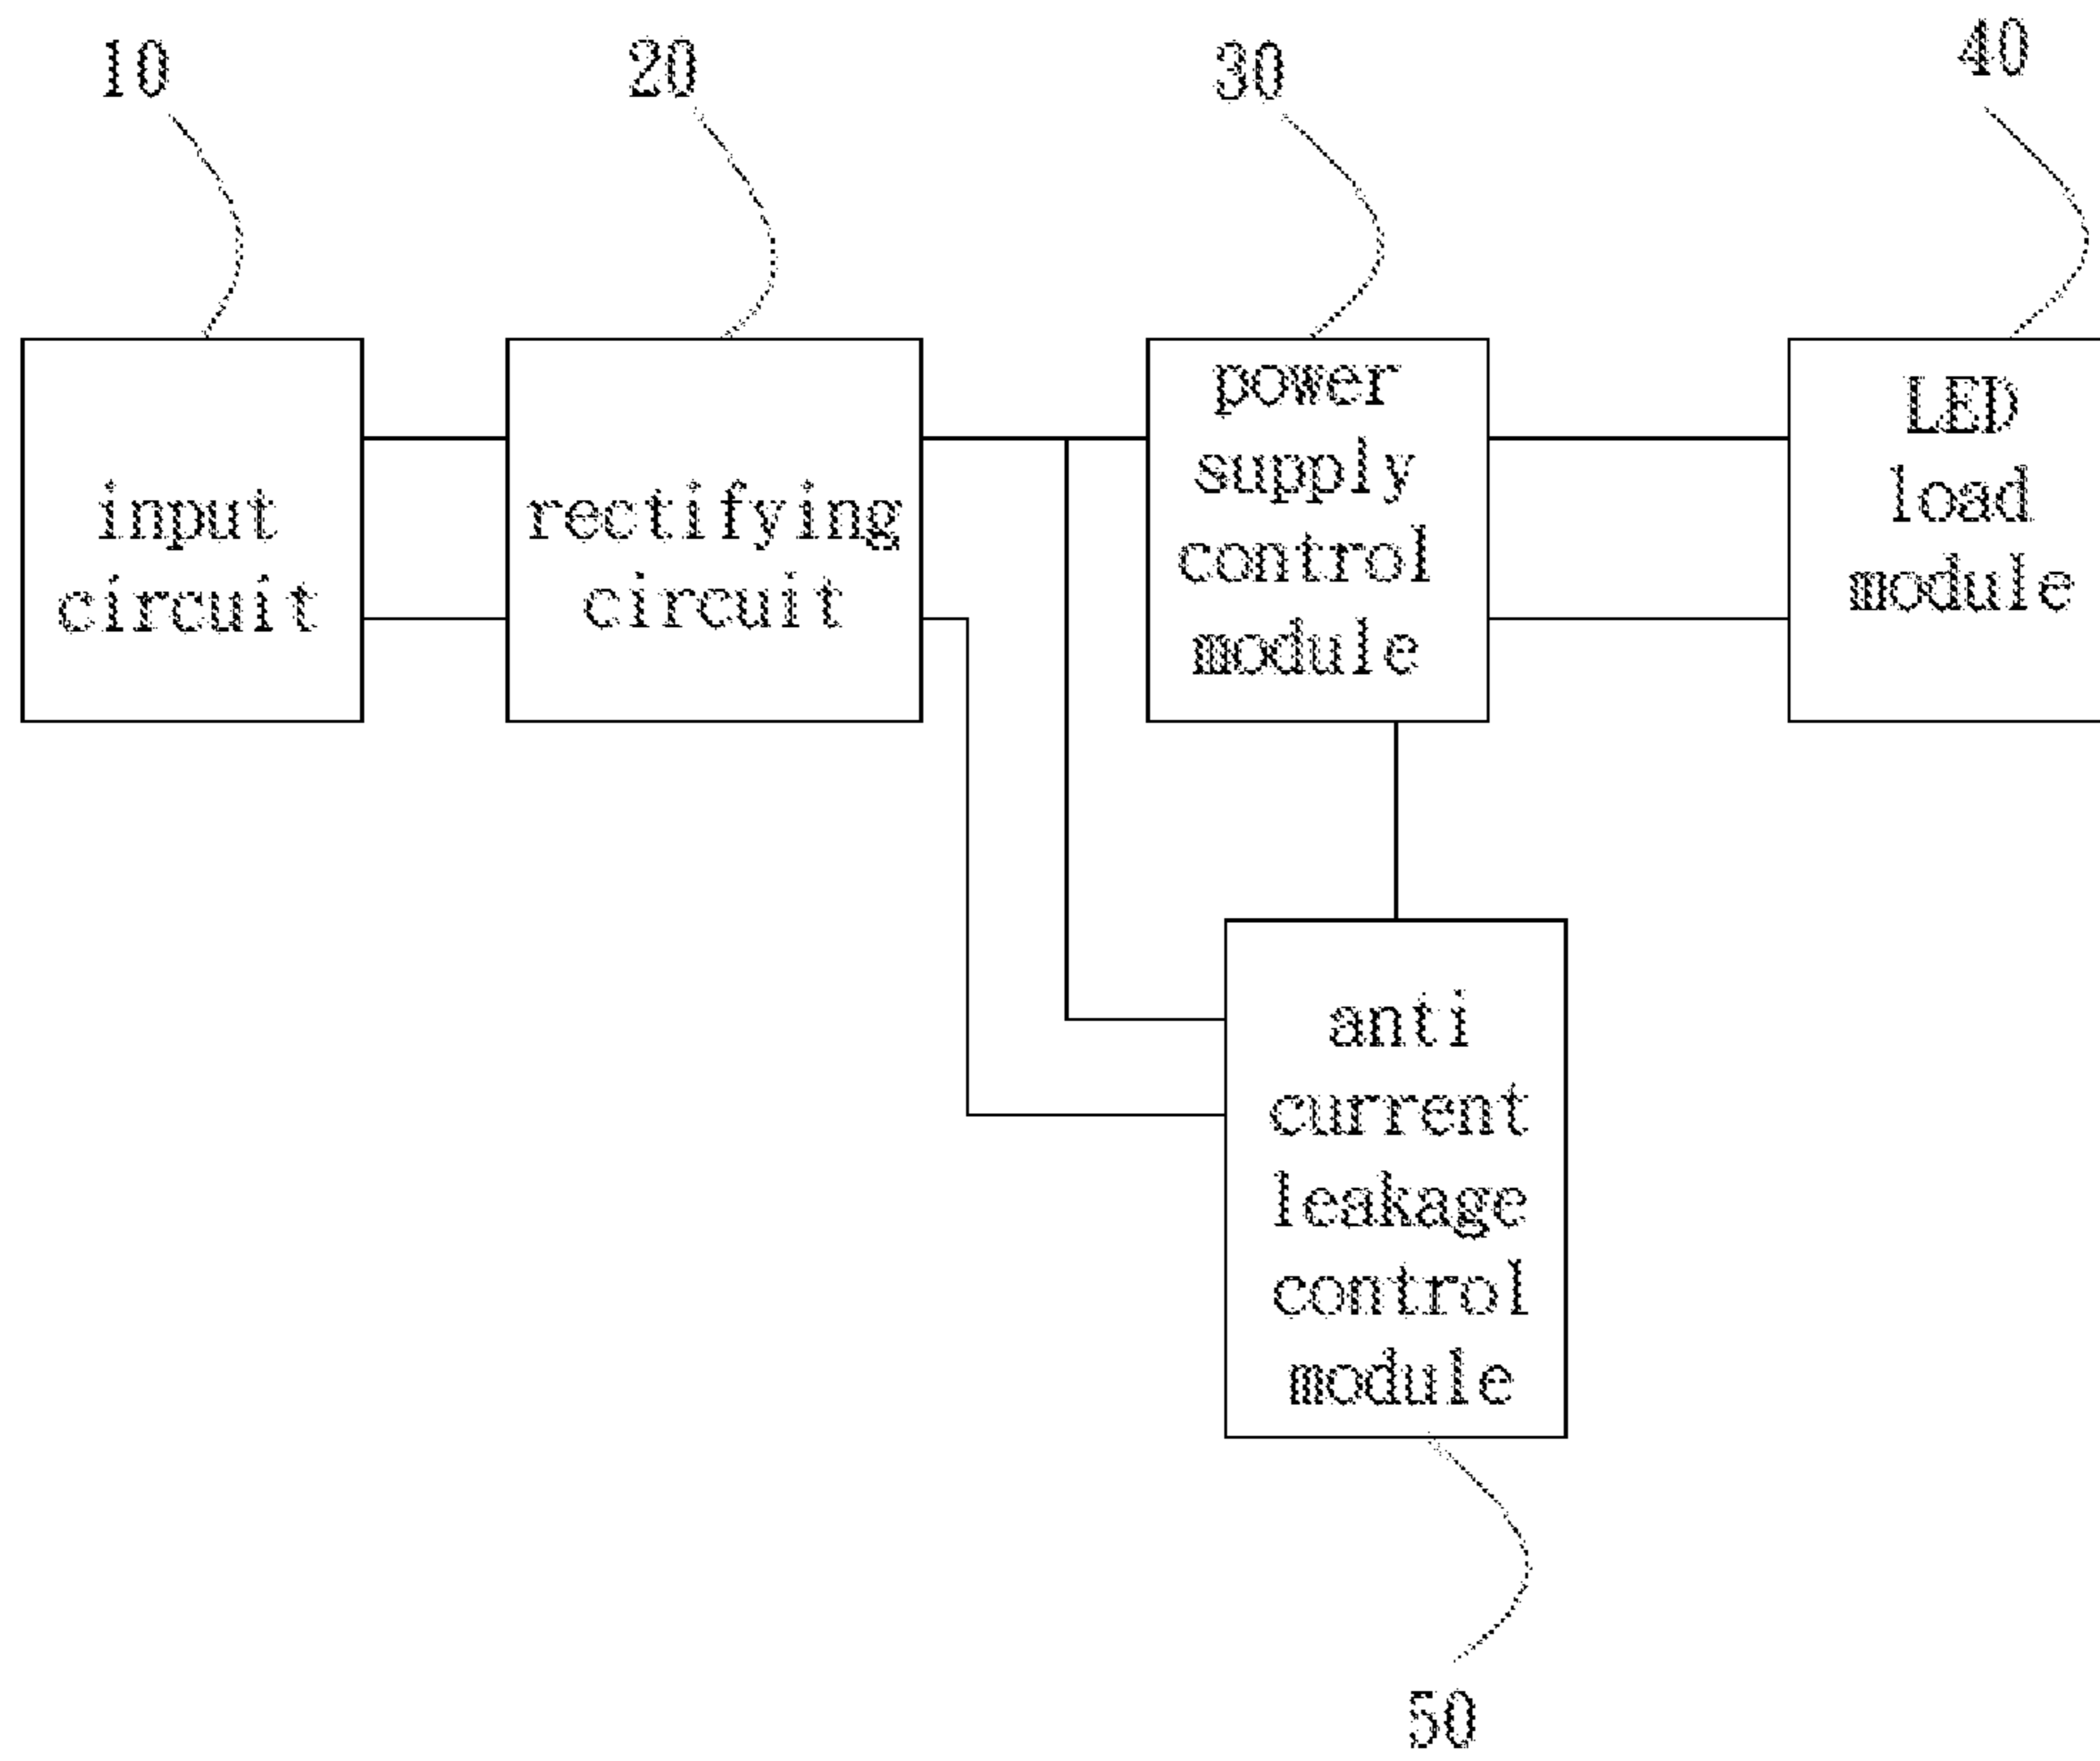 10
20
30
40
input
circuit
rectifying
circuit
power
supply
control
module
LED
load
module
anti
current
leakage
control
module
50